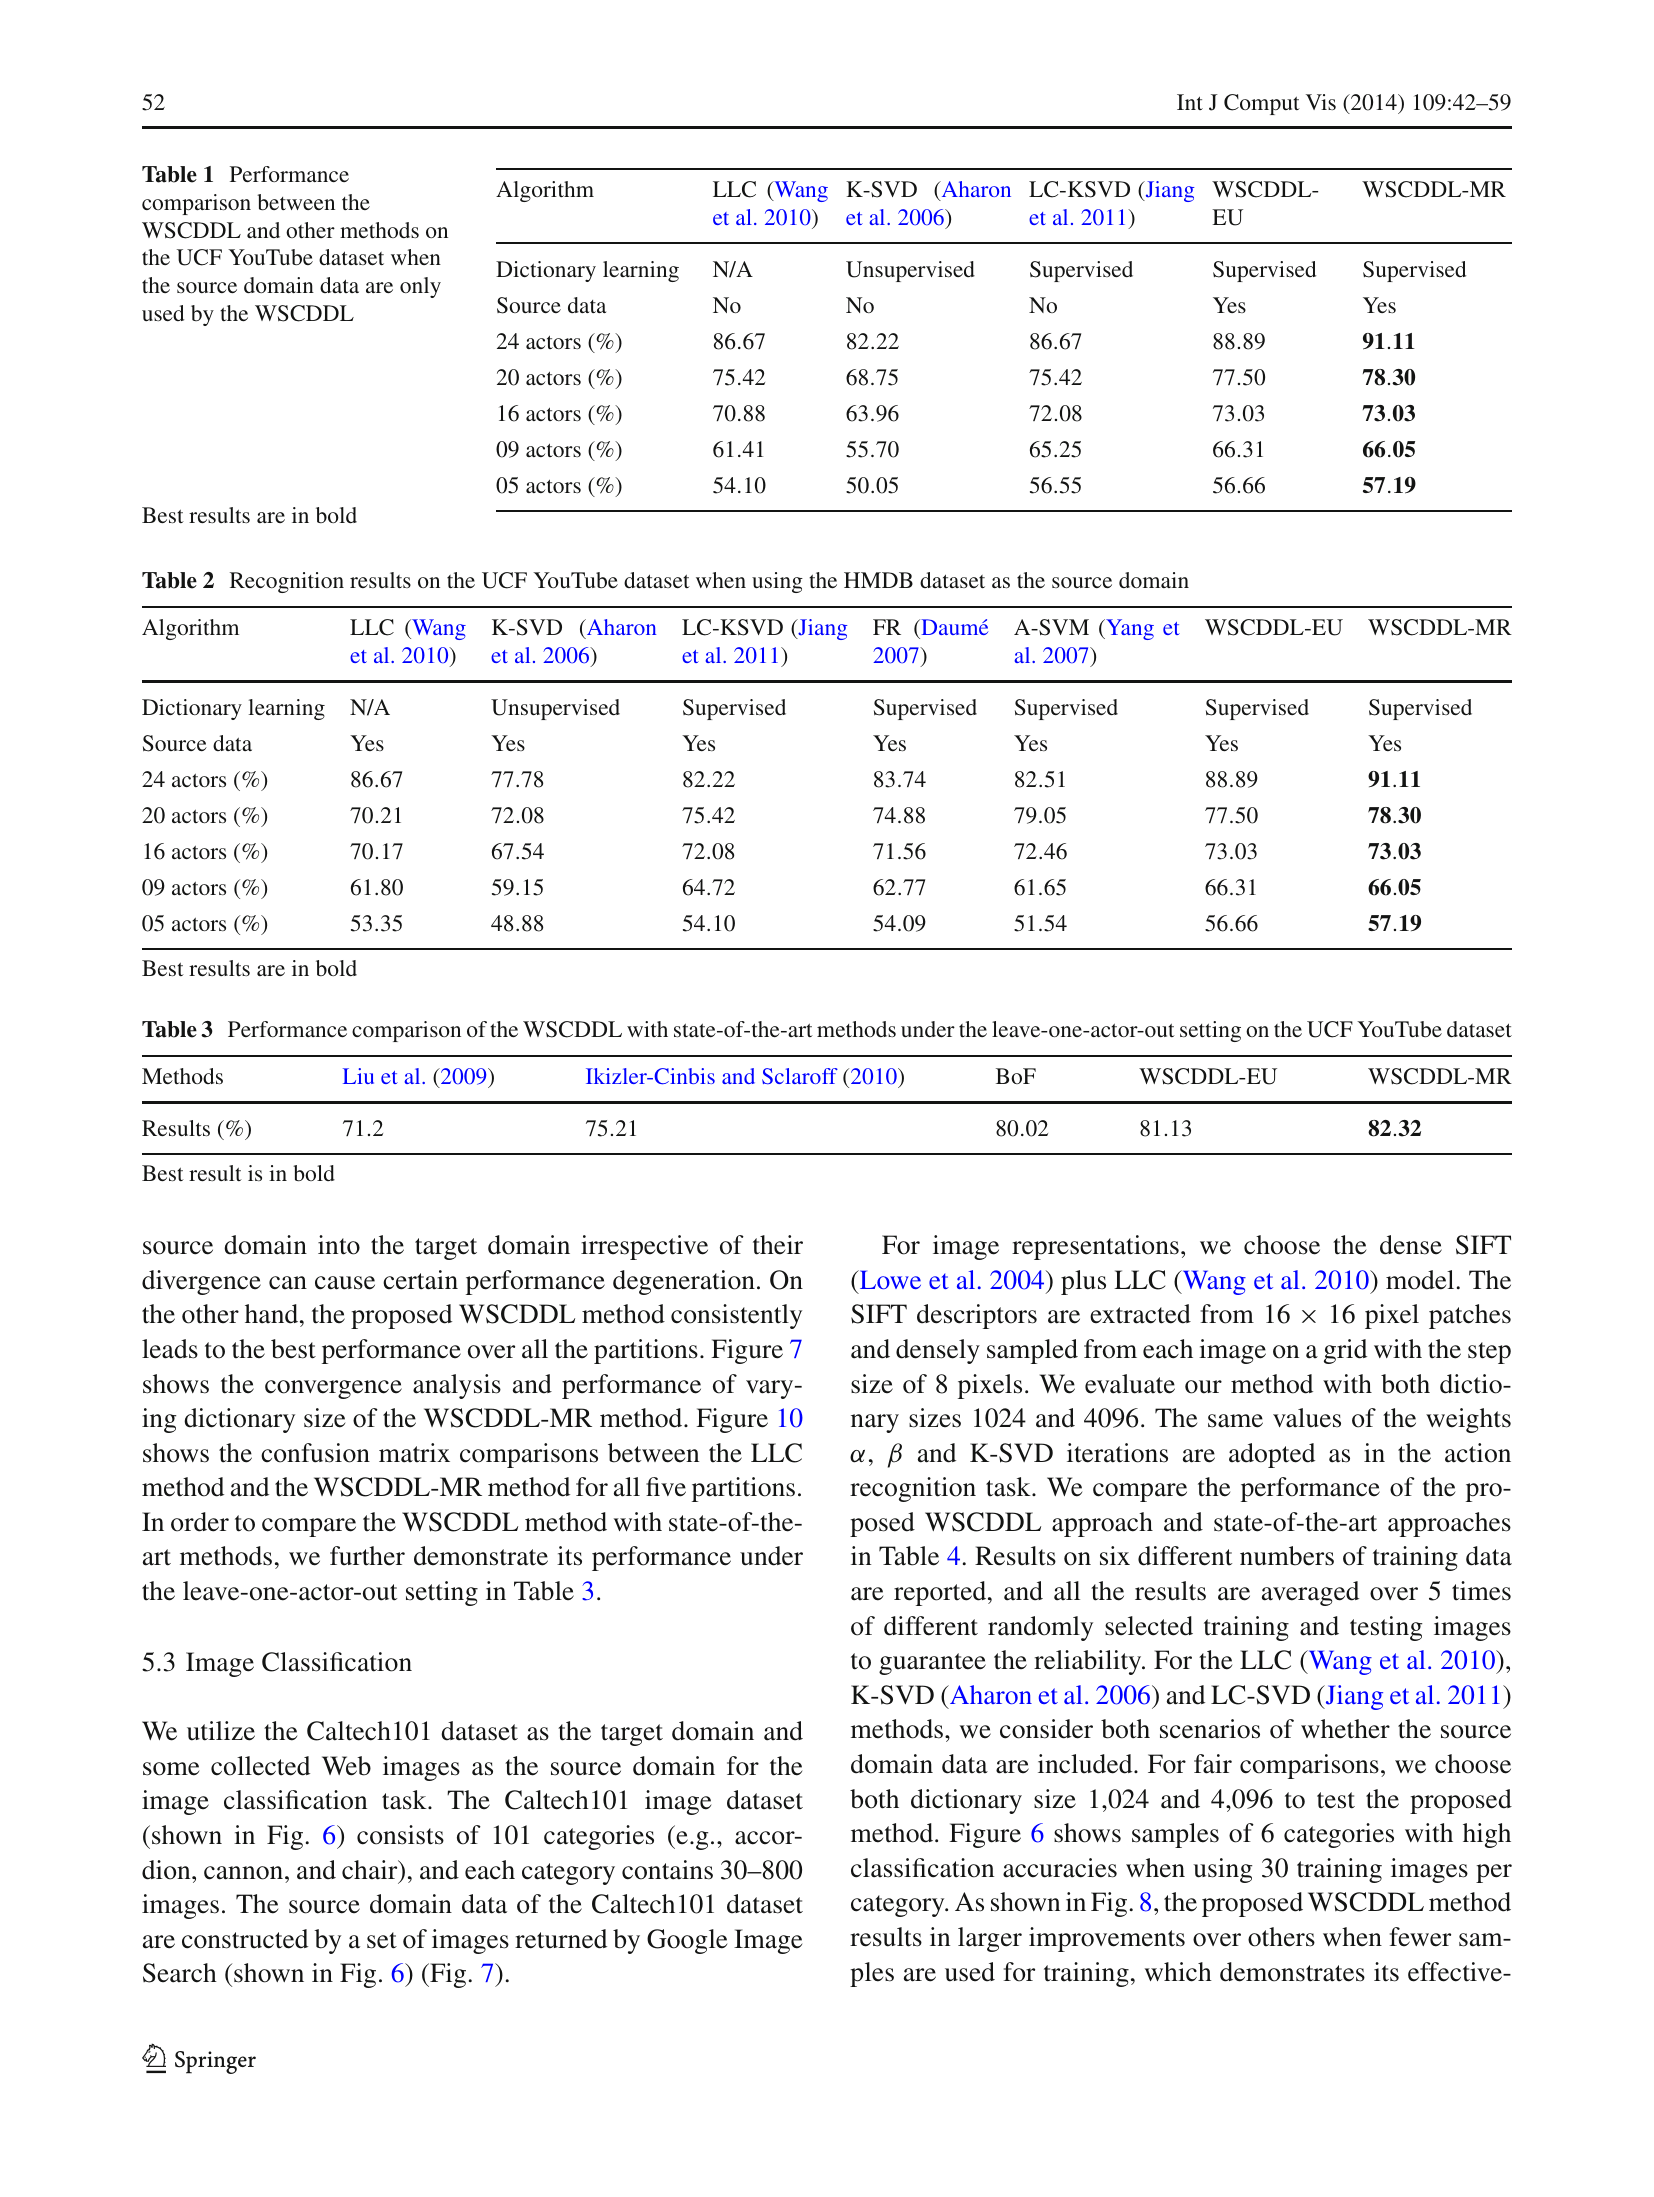 52
Int J Comput Vis (2014) 109:42–59
Table 1 Performance
comparison between the
WSCDDL and other methods on
the UCF YouTube dataset when
the source domain data are only
used by the WSCDDL
Best results are in bold
Algorithm LLC (Wang et al. 2010) K-SVD (Aharon et al. 2006) LC-KSVD (Jiang et al. 2011) WSCDDL-EU WSCDDL-MR
Dictionary learning N/A Unsupervised Supervised Supervised Supervised
Source data No No No Yes Yes
24 actors (%) 86.67 82.22 86.67 88.89 91.11
20 actors (%) 75.42 68.75 75.42 77.50 78.30
16 actors (%) 70.88 63.96 72.08 73.03 73.03
09 actors (%) 61.41 55.70 65.25 66.31 66.05
05 actors (%) 54.10 50.05 56.55 56.66 57.19
Table 2 Recognition results on the UCF YouTube dataset when using the HMDB dataset as the source domain
Algorithm LLC (Wang et al. 2010) K-SVD (Aharon et al. 2006) LC-KSVD (Jiang et al. 2011) FR (Daumé 2007) A-SVM (Yang et al. 2007) WSCDDL-EU WSCDDL-MR
Dictionary learning N/A Unsupervised Supervised Supervised Supervised Supervised Supervised
Source data Yes Yes Yes Yes Yes Yes Yes
24 actors (%) 86.67 77.78 82.22 83.74 82.51 88.89 91.11
20 actors (%) 70.21 72.08 75.42 74.88 79.05 77.50 78.30
16 actors (%) 70.17 67.54 72.08 71.56 72.46 73.03 73.03
09 actors (%) 61.80 59.15 64.72 62.77 61.65 66.31 66.05
05 actors (%) 53.35 48.88 54.10 54.09 51.54 56.66 57.19
Best results are in bold
Table 3 Performance comparison of the WSCDDL with state-of-the-art methods under the leave-one-actor-out setting on the UCF YouTube dataset
Methods Liu et al. (2009) Ikizler-Cinbis and Sclaroff (2010) BoF WSCDDL-EU WSCDDL-MR
Results (%) 71.2 75.21 80.02 81.13 82.32
Best result is in bold
source domain into the target domain irrespective of their
divergence can cause certain performance degeneration. On
the other hand, the proposed WSCDDL method consistently
leads to the best performance over all the partitions. Figure 7
shows the convergence analysis and performance of vary-
ing dictionary size of the WSCDDL-MR method. Figure 10
shows the confusion matrix comparisons between the LLC
method and the WSCDDL-MR method for all five partitions.
In order to compare the WSCDDL method with state-of-the-
art methods, we further demonstrate its performance under
the leave-one-actor-out setting in Table 3.
5.3 Image Classification
We utilize the Caltech101 dataset as the target domain and
some collected Web images as the source domain for the
image classification task. The Caltech101 image dataset
(shown in Fig. 6) consists of 101 categories (e.g., accor-
dion, cannon, and chair), and each category contains 30–800
images. The source domain data of the Caltech101 dataset
are constructed by a set of images returned by Google Image
Search (shown in Fig. 6) (Fig. 7).
For image representations, we choose the dense SIFT
(Lowe et al. 2004) plus LLC (Wang et al. 2010) model. The
SIFT descriptors are extracted from 16 × 16 pixel patches
and densely sampled from each image on a grid with the step
size of 8 pixels. We evaluate our method with both dictio-
nary sizes 1024 and 4096. The same values of the weights
α, β and K-SVD iterations are adopted as in the action
recognition task. We compare the performance of the pro-
posed WSCDDL approach and state-of-the-art approaches
in Table 4. Results on six different numbers of training data
are reported, and all the results are averaged over 5 times
of different randomly selected training and testing images
to guarantee the reliability. For the LLC (Wang et al. 2010),
K-SVD (Aharon et al. 2006) and LC-SVD (Jiang et al. 2011)
methods, we consider both scenarios of whether the source
domain data are included. For fair comparisons, we choose
both dictionary size 1,024 and 4,096 to test the proposed
method. Figure 6 shows samples of 6 categories with high
classification accuracies when using 30 training images per
category. As shown in Fig. 8, the proposed WSCDDL method
results in larger improvements over others when fewer sam-
ples are used for training, which demonstrates its effective-
Springer